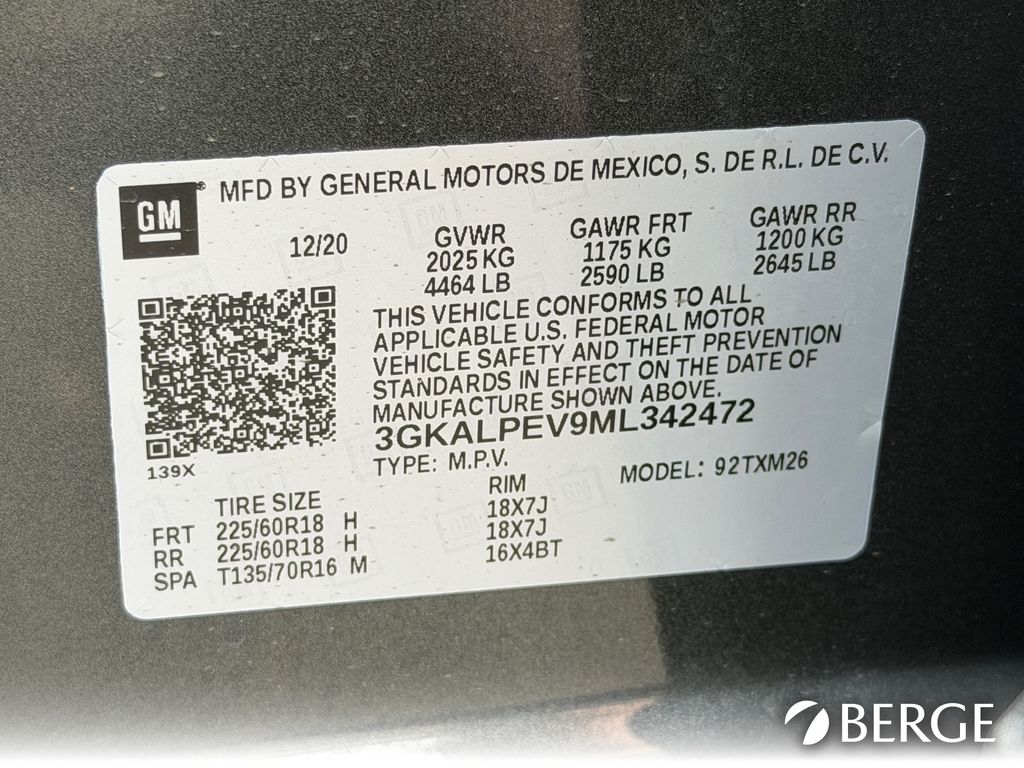 GM
MFD BY GENERAL MOTORS DE MEXICO, S. DE R.L. DE C.V.
12/20
GVWR
2025 KG
4464 LB
GAWR FRT
1175 KG
2590 LB
GAWR RR
1200 KG
2645 LB
THIS VEHICLE CONFORMS TO ALL
APPLICABLE U.S. FEDERAL MOTOR
VEHICLE SAFETY AND THEFT PREVENTION
STANDARDS IN EFFECT ON THE DATE OF
MANUFACTURE SHOWN ABOVE.
3GKALPEV9ML342472
139X
TYPE: M.P.V.
MODEL: 92TXM26
TIRE SIZE RIM
FRT 225/60R18 H 18X7J
RR 225/60R18 H 18X7J
SPA T135/70R16 M 16X4BT
BERGE